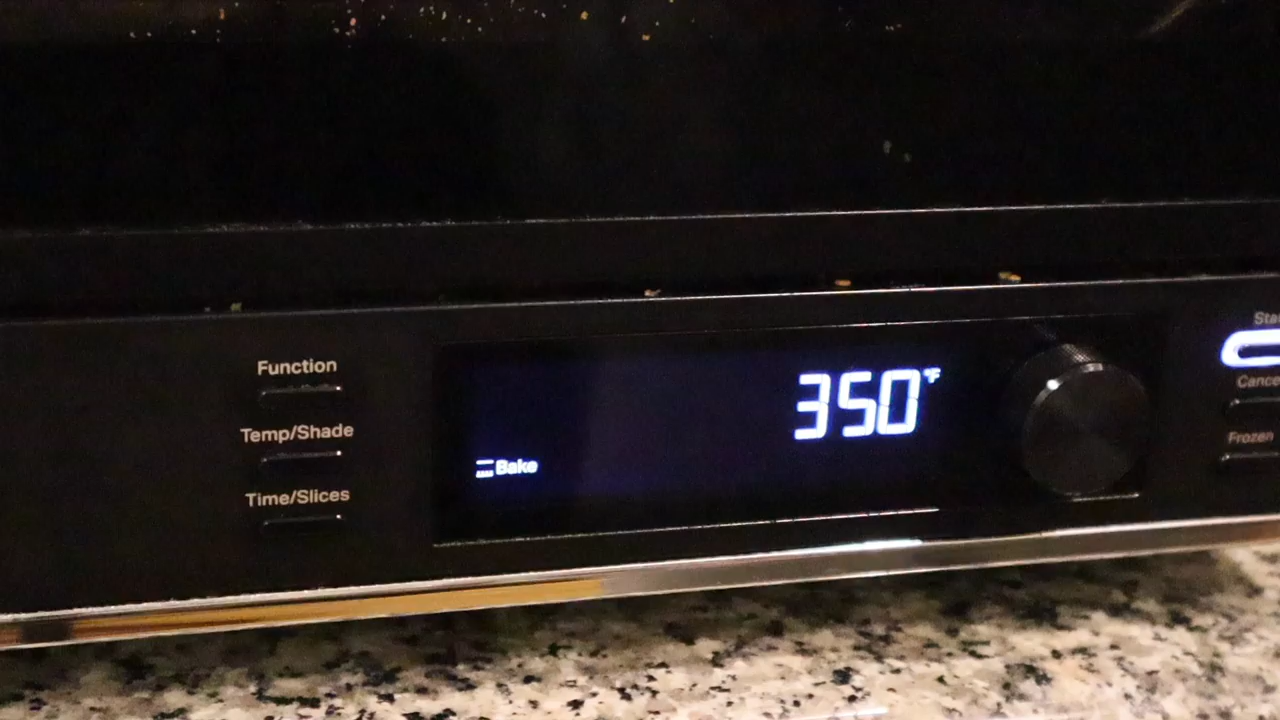 Function
Temp/Shade
Time/Slices
350°F
Bake
Frozen